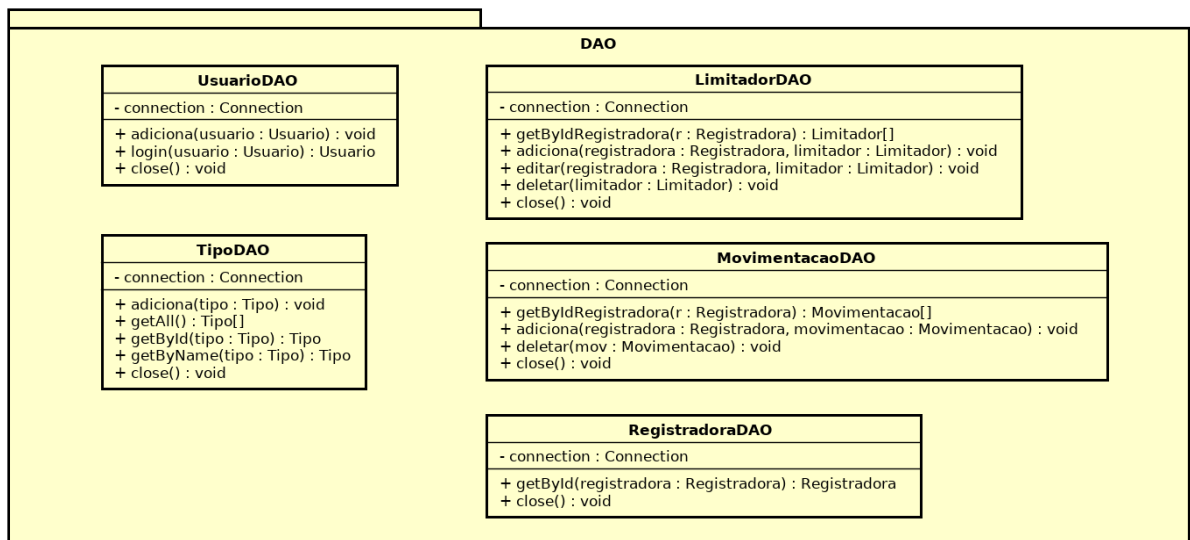 DAO
UsuarioDAO
- connection : Connection
+ adiciona(usuario : Usuario) : void
+ login(usuario : Usuario) : Usuario
+ close() : void
LimitadorDAO
- connection : Connection
+ getByIdRegistradora(r : Registradora) : Limitador[]
+ adiciona(registradora : Registradora, limitador : Limitador) : void
+ editar(registradora : Registradora, limitador : Limitador) : void
+ deletar(limitador : Limitador) : void
+ close() : void
TipoDAO
- connection : Connection
+ adiciona(tipo : Tipo) : void
+ getAll() : Tipo[]
+ getById(tipo : Tipo) : Tipo
+ getByName(tipo : Tipo) : Tipo
+ close() : void
MovimentacaoDAO
- connection : Connection
+ getByIdRegistradora(r : Registradora) : Movimentacao[]
+ adiciona(registradora : Registradora, movimentacao : Movimentacao) : void
+ deletar(mov : Movimentacao) : void
+ close() : void
RegistradoraDAO
- connection : Connection
+ getById(registradora : Registradora) : Registradora
+ close() : void